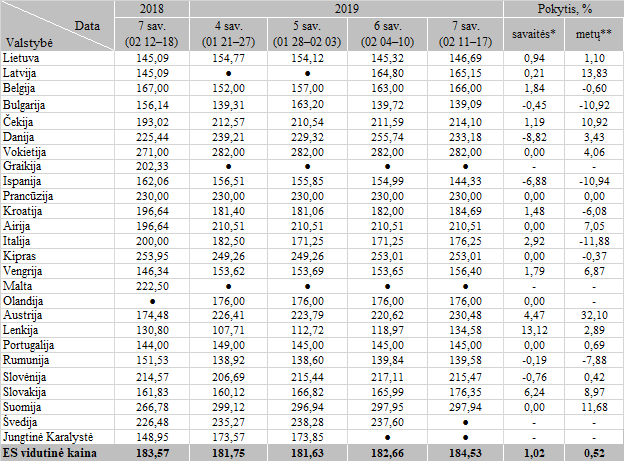 Data
Valstybė
2018 2019 Pokytis, %
7 sav. (02 12–18) 4 sav. (01 21–27) 5 sav. (01 28–02 03) 6 sav. (02 04–10) 7 sav. (02 11–17) savaitės* metų**
Lietuva 145,09 154,77 154,12 145,32 146,69 0,94 1,10
Latvija 145,09 ● ● 164,80 165,15 0,21 13,83
Belgija 167,00 152,00 157,00 163,00 166,00 1,84 -0,60
Bulgarija 156,14 139,31 163,20 139,72 139,09 -0,45 -10,92
Čekija 193,02 212,57 210,54 211,59 214,10 1,19 10,92
Danija 225,44 239,21 229,32 255,74 233,18 -8,82 3,43
Vokietija 271,00 282,00 282,00 282,00 282,00 0,00 4,06
Graikija 202,33 ● ● ● ● - -
Ispanija 162,06 156,51 155,85 154,99 144,33 -6,88 -10,94
Prancūzija 230,00 230,00 230,00 230,00 230,00 0,00 0,00
Kroatija 196,64 181,40 181,06 182,00 184,69 1,48 -6,08
Airija 196,64 210,51 210,51 210,51 210,51 0,00 7,05
Italija 200,00 182,50 171,25 171,25 176,25 2,92 -11,88
Kipras 253,95 249,26 249,26 253,01 253,01 0,00 -0,37
Vengrija 146,34 153,62 153,69 153,65 156,40 1,79 6,87
Malta 222,50 ● ● ● ● - -
Olandija ● 176,00 176,00 176,00 176,00 0,00 -
Austrija 174,48 226,41 223,79 220,62 230,48 4,47 32,10
Lenkija 130,80 107,71 112,72 118,97 134,58 13,12 2,89
Portugalija 144,00 149,00 145,00 145,00 145,00 0,00 0,69
Rumunija 151,53 138,92 138,60 139,84 139,58 -0,19 -7,88
Slovėnija 214,57 206,69 215,44 217,11 215,47 -0,76 0,42
Slovakija 161,83 160,12 166,82 165,99 176,35 6,24 8,97
Suomija 266,78 299,12 296,94 297,95 297,94 0,00 11,68
Švedija 226,48 235,27 238,28 237,60 ● - -
Jungtinė Karalystė 148,95 173,57 173,85 ● ● - -
ES vidutinė kaina 183,57 181,75 181,63 182,66 184,53 1,02 0,52